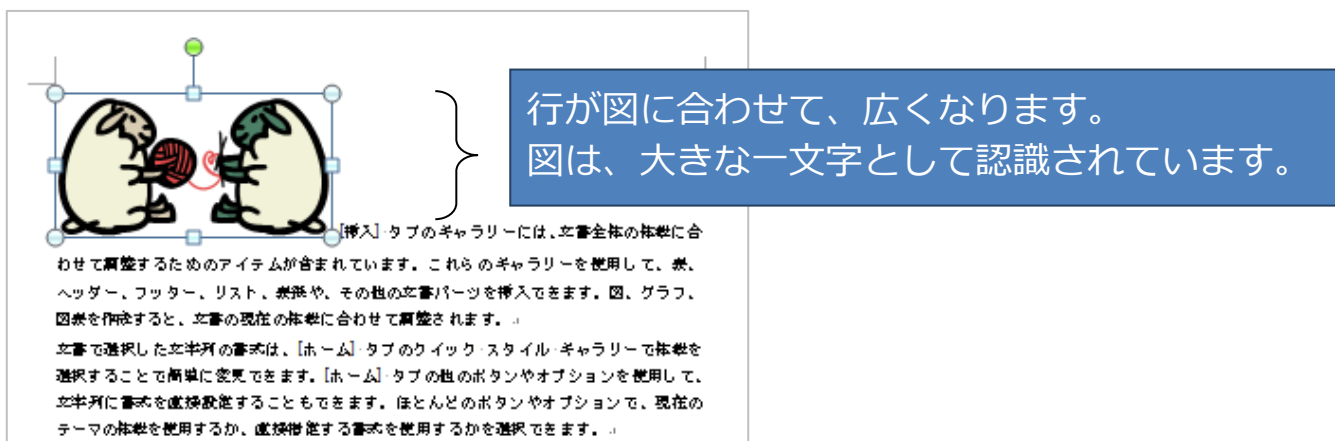 行が図に合わせて、広くなります。
図は、大きな一文字として認識されています。
[挿入] タブのギャラリーには、文書全体の体裁に合
わせて調整するためのアイテムが含まれています。これらのギャラリーを使用して、表、
ヘッダー、フッター、リスト、表紙や、その他の文書パーツを挿入できます。図、グラフ、
図表を作成すると、文書の現在の体裁に合わせて調整されます。
文書で選択した文字列の書式は、[ホーム] タブのクイック スタイル ギャラリーで体裁を
選択することで簡単に変更できます。[ホーム] タブの他のボタンやオプションを使用して、
文字列に書式を直接設定することもできます。ほとんどのボタンやオプションで、現在の
テーマの体裁を使用するか、直接指定する書式を使用するかを選択できます。